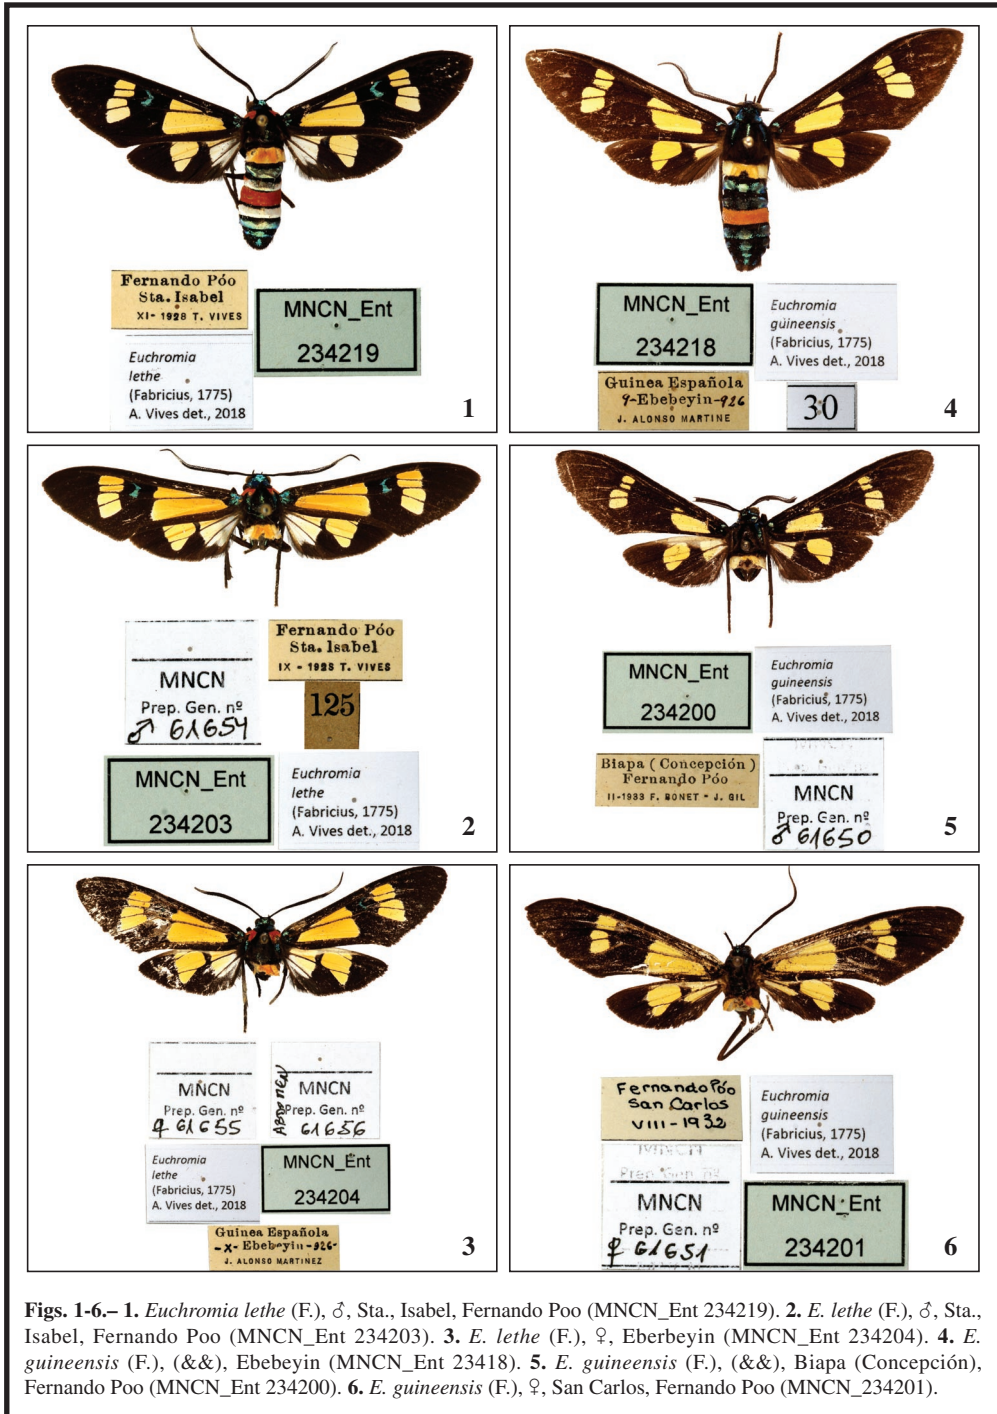 Fernando Póo
Sta. Isabel
XI- 1928 T. VIVES
MNCN_Ent
234219
Euchromia
lethe
(Fabricius, 1775)
A. Vives det., 2018
1
MNCN_Ent
234218
Euchromia
guineensis
(Fabricius, 1775)
A. Vives det., 2018
Guinea Española
9-Ebebeyin-926
J. ALONSO MARTINE
30
4
MNCN
Prep. Gen. nº
♂ 61654
Fernando Póo
Sta. Isabel
IX - 1928 T. VIVES
125
MNCN_Ent
234203
Euchromia
lethe
(Fabricius, 1775)
A. Vives det., 2018
2
MNCN_Ent
234200
Euchromia
guineensis
(Fabricius, 1775)
A. Vives det., 2018
Biapa (Concepción)
Fernando Póo
II-1933 F. BONET - J. GIL
MNCN
MNCN
Prep. Gen. nº
♂ 61650
5
MNCN
Prep. Gen. nº
♀ 61655
ABDOMEN
MNCN
Prep. Gen. nº
61656
Euchromia
lethe
(Fabricius, 1775)
A. Vives det., 2018
MNCN_Ent
234204
Guinea Española
-X- Ebebeyin-926-
J. ALONSO MARTINEZ
3
Fernando Póo
San Carlos
VIII-1932
Euchromia
guineensis
(Fabricius, 1775)
A. Vives det., 2018
MNCN
Prep. Gen. nº
MNCN
Prep. Gen. nº
♀ 61651
MNCN_Ent
234201
6
Figs. 1-6.– 1. Euchromia lethe (F.), ♂, Sta., Isabel, Fernando Poo (MNCN_Ent 234219). 2. E. lethe (F.), ♂, Sta.,
Isabel, Fernando Poo (MNCN_Ent 234203). 3. E. lethe (F.), ♀, Eberbeyin (MNCN_Ent 234204). 4. E.
guineensis (F.), (&&), Ebebeyin (MNCN_Ent 23418). 5. E. guineensis (F.), (&&), Biapa (Concepción),
Fernando Poo (MNCN_Ent 234200). 6. E. guineensis (F.), ♀, San Carlos, Fernando Poo (MNCN_234201).